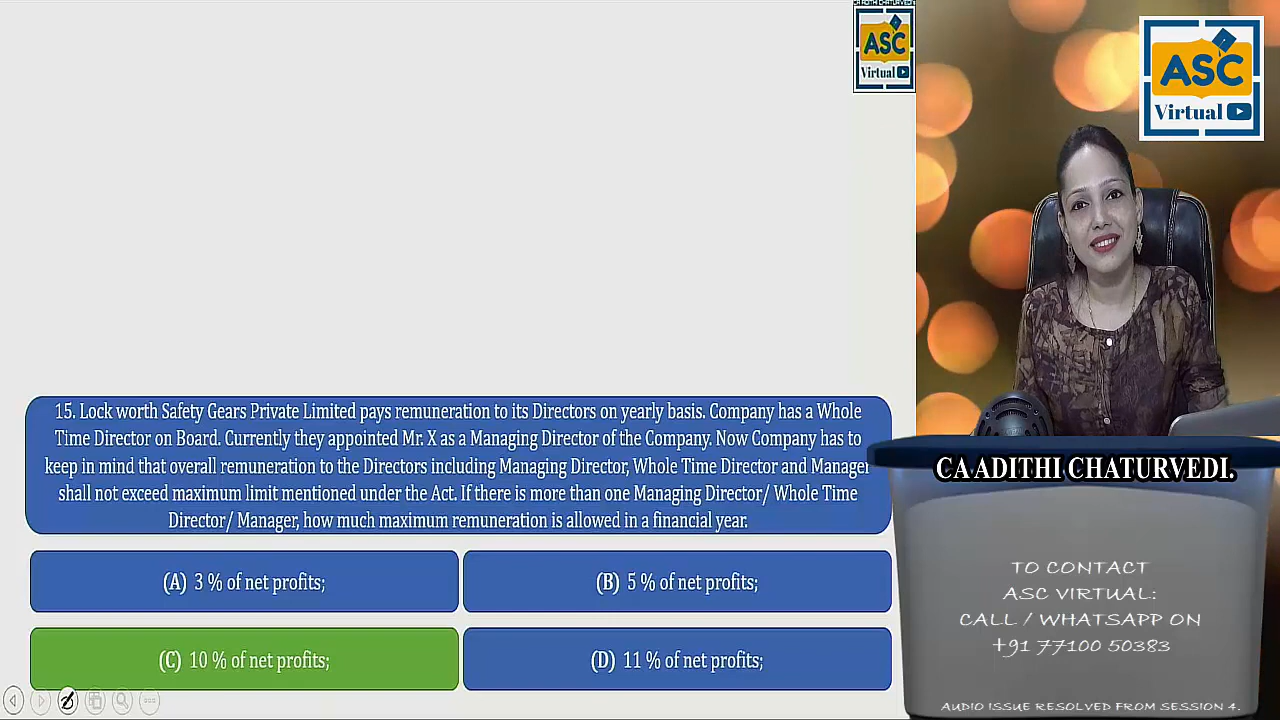 CA ADITHI CHATURVEDI
ASC
Virtual
ASC
Virtual
15. Lock worth Safety Gears Private Limited pays remuneration to its Directors on yearly basis. Company has a Whole
Time Director on Board. Currently they appointed Mr. X as a Managing Director of the Company. Now Company has to
keep in mind that overall remuneration to the Directors including Managing Director, Whole Time Director and Manager
shall not exceed maximum limit mentioned under the Act. If there is more than one Managing Director/ Whole Time
Director/ Manager, how much maximum remuneration is allowed in a financial year.
(A) 3 % of net profits;
(B) 5 % of net profits;
(C) 10 % of net profits;
(D) 11 % of net profits;
CA ADITHI CHATURVEDI.
TO CONTACT
ASC VIRTUAL:
CALL / WHATSAPP ON
+91 77100 50383
AUDIO ISSUE RESOLVED FROM SESSION 4.